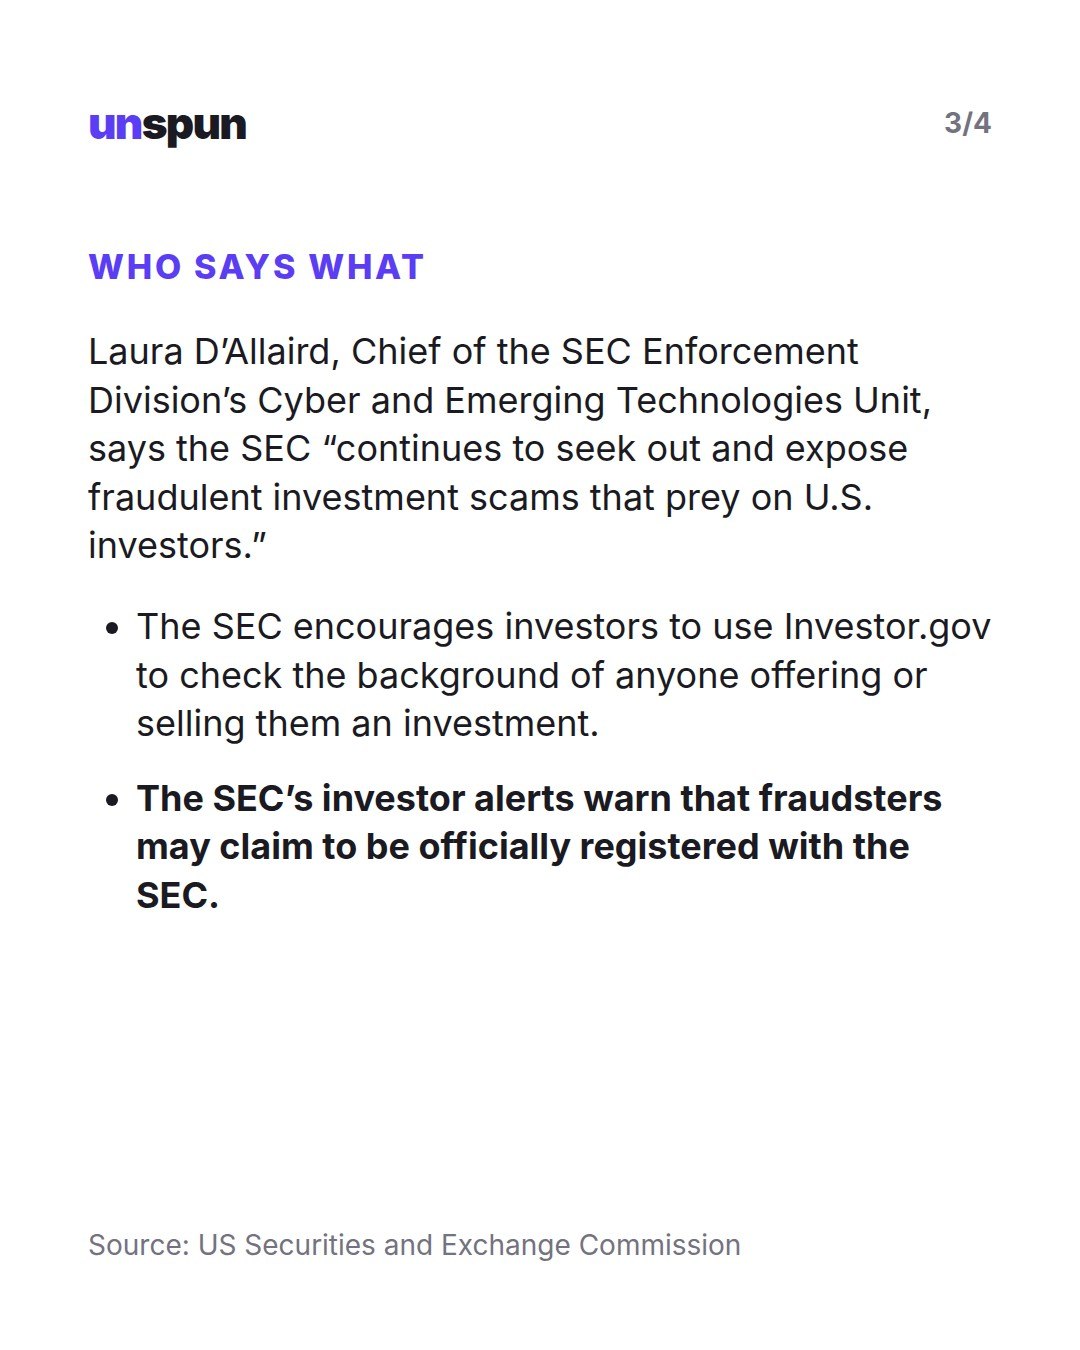 unspun
3/4
WHO SAYS WHAT
Laura D’Allaird, Chief of the SEC Enforcement
Division’s Cyber and Emerging Technologies Unit,
says the SEC “continues to seek out and expose
fraudulent investment scams that prey on U.S.
investors.”
• The SEC encourages investors to use Investor.gov
to check the background of anyone offering or
selling them an investment.
• The SEC’s investor alerts warn that fraudsters
may claim to be officially registered with the
SEC.
Source: US Securities and Exchange Commission